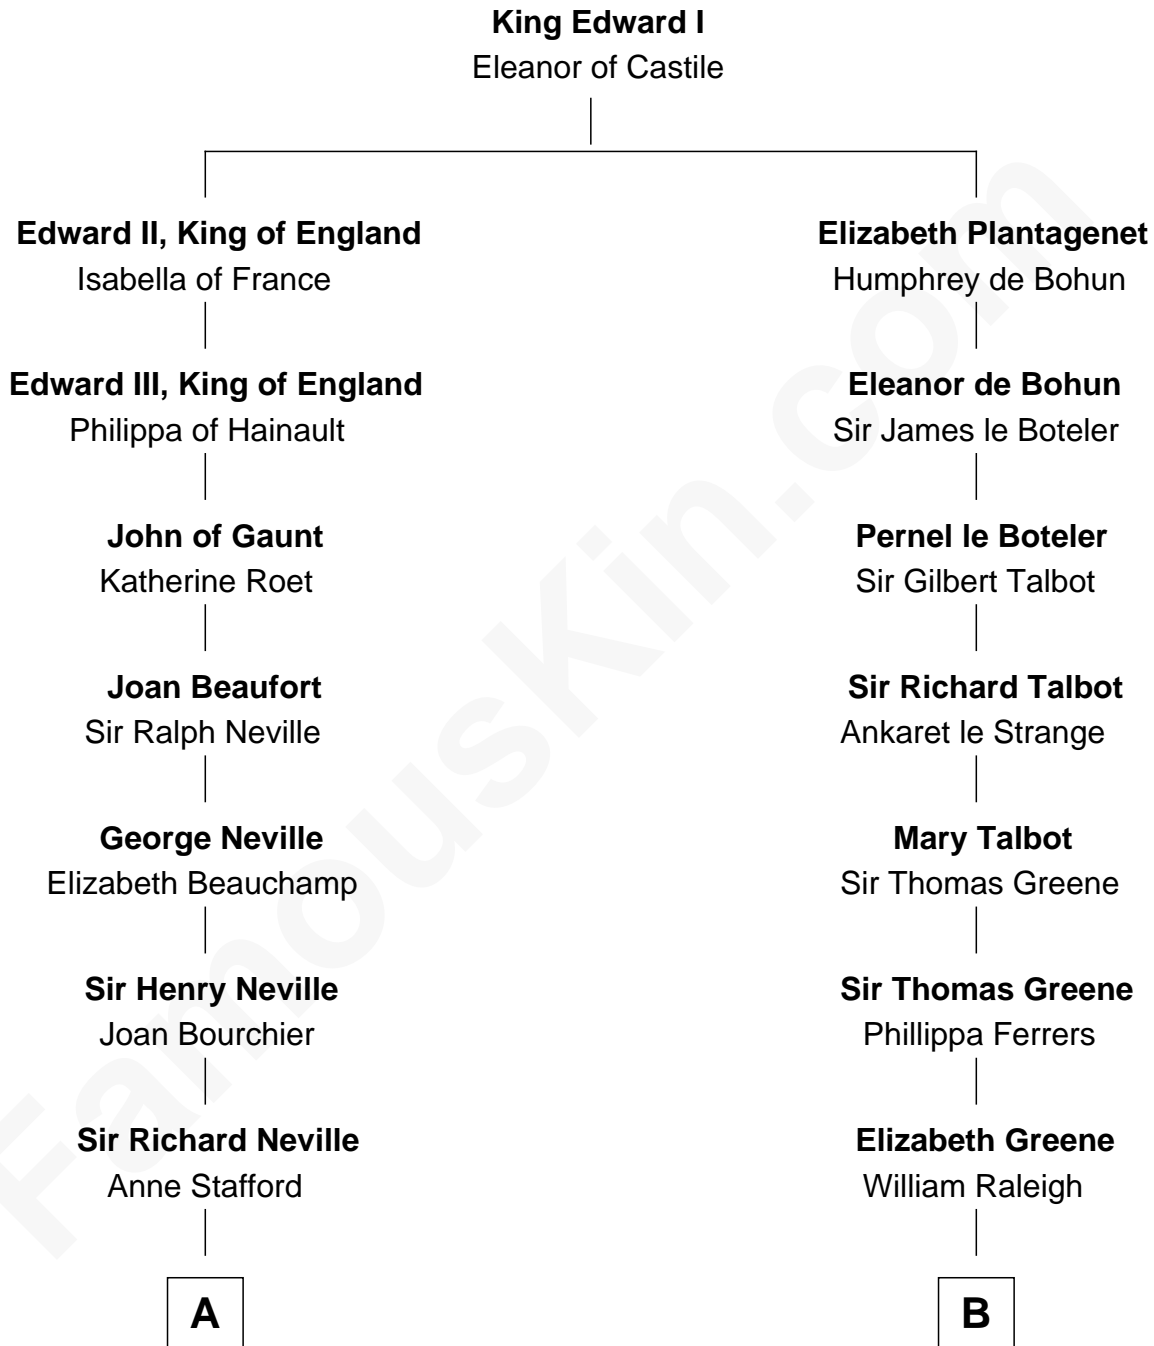 King Edward I
Eleanor of Castile
Edward II, King of England
Isabella of France
Elizabeth Plantagenet
Humphrey de Bohun
Edward III, King of England
Philippa of Hainault
Eleanor de Bohun
Sir James le Boteler
John of Gaunt
Katherine Roet
Pernel le Boteler
Sir Gilbert Talbot
Joan Beaufort
Sir Ralph Neville
Sir Richard Talbot
Ankaret le Strange
George Neville
Elizabeth Beauchamp
Mary Talbot
Sir Thomas Greene
Sir Henry Neville
Joan Bourchier
Sir Thomas Greene
Phillippa Ferrers
Sir Richard Neville
Anne Stafford
Elizabeth Greene
William Raleigh
A
B
FamousKin.com